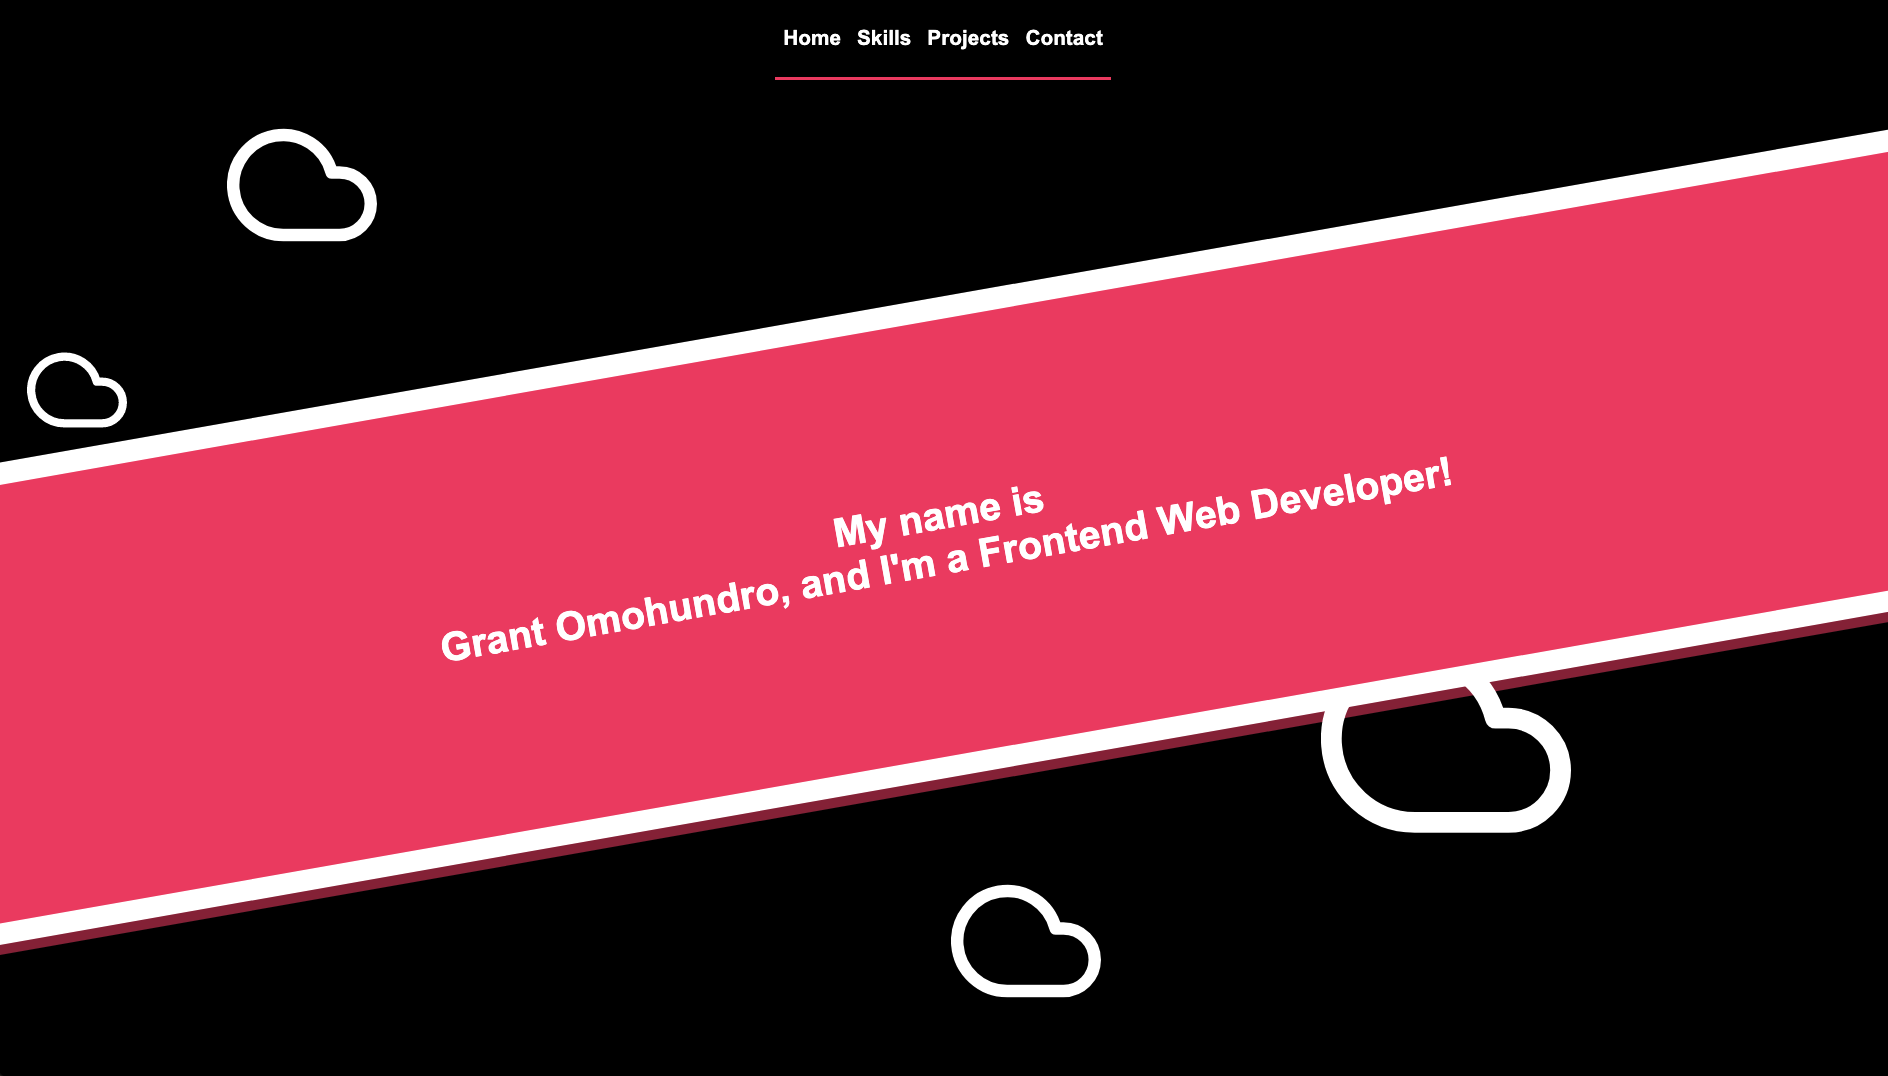 Home Skills Projects Contact
My name is
Grant Omohundro, and I'm a Frontend Web Developer!